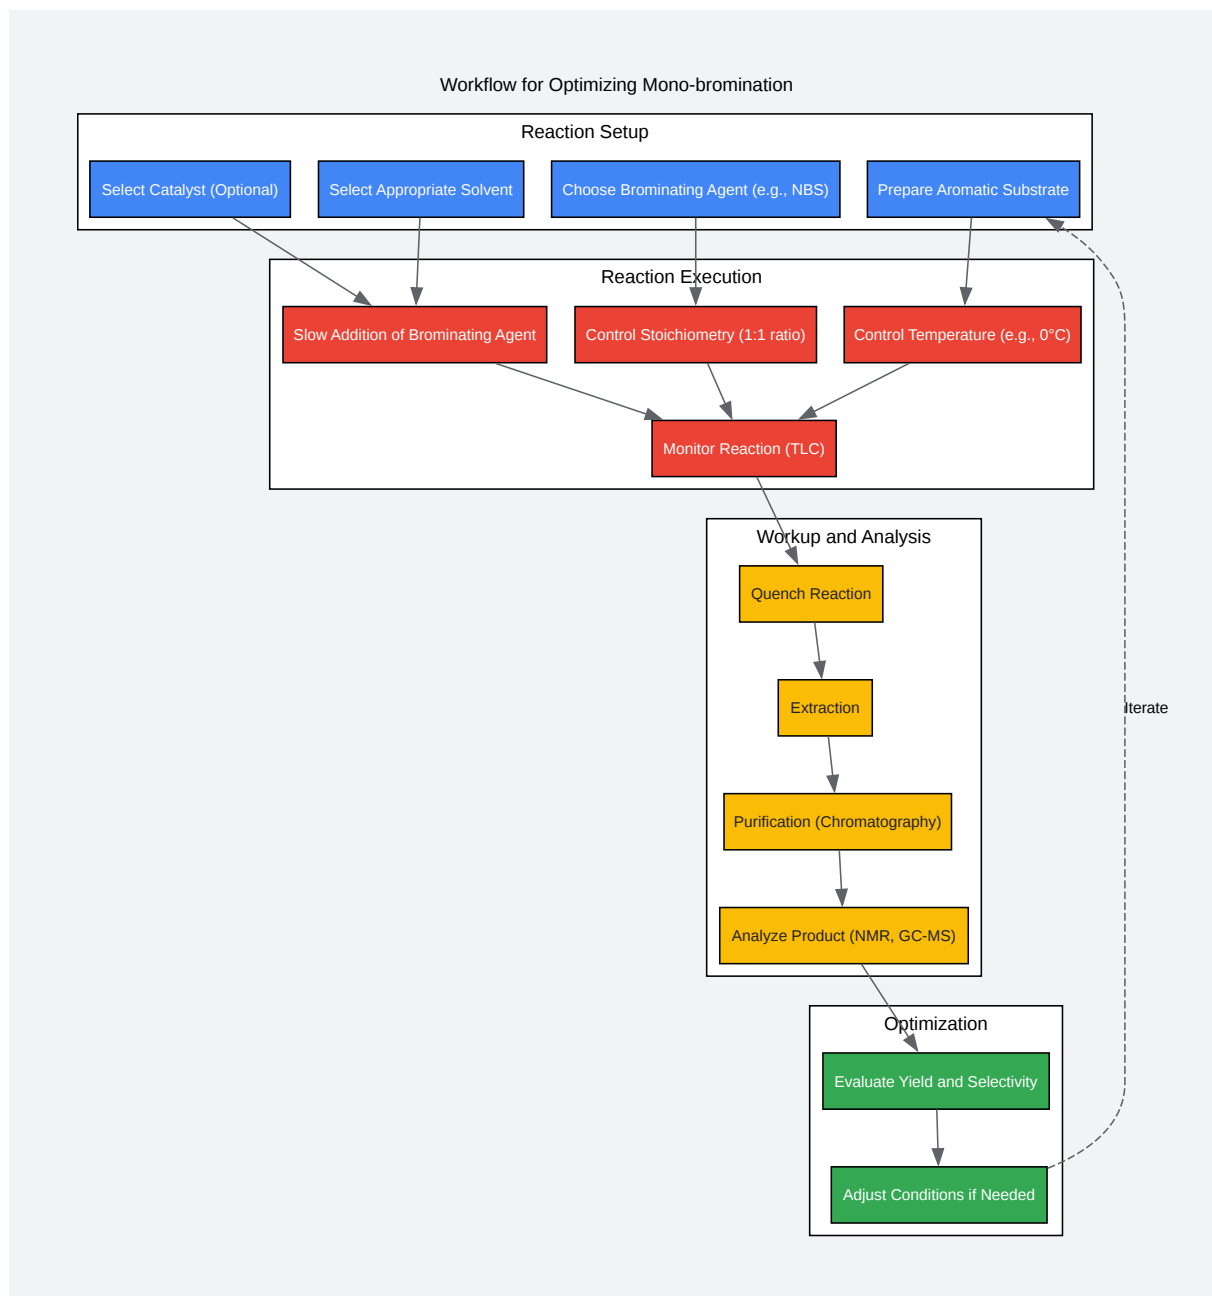 Workflow for Optimizing Mono-bromination
Reaction Setup
Select Catalyst (Optional)
Select Appropriate Solvent
Choose Brominating Agent (e.g., NBS)
Prepare Aromatic Substrate
Reaction Execution
Slow Addition of Brominating Agent
Control Stoichiometry (1:1 ratio)
Control Temperature (e.g., 0°C)
Monitor Reaction (TLC)
Workup and Analysis
Quench Reaction
Extraction
Iterate
Purification (Chromatography)
Analyze Product (NMR, GC-MS)
Optimization
Evaluate Yield and Selectivity
Adjust Conditions if Needed